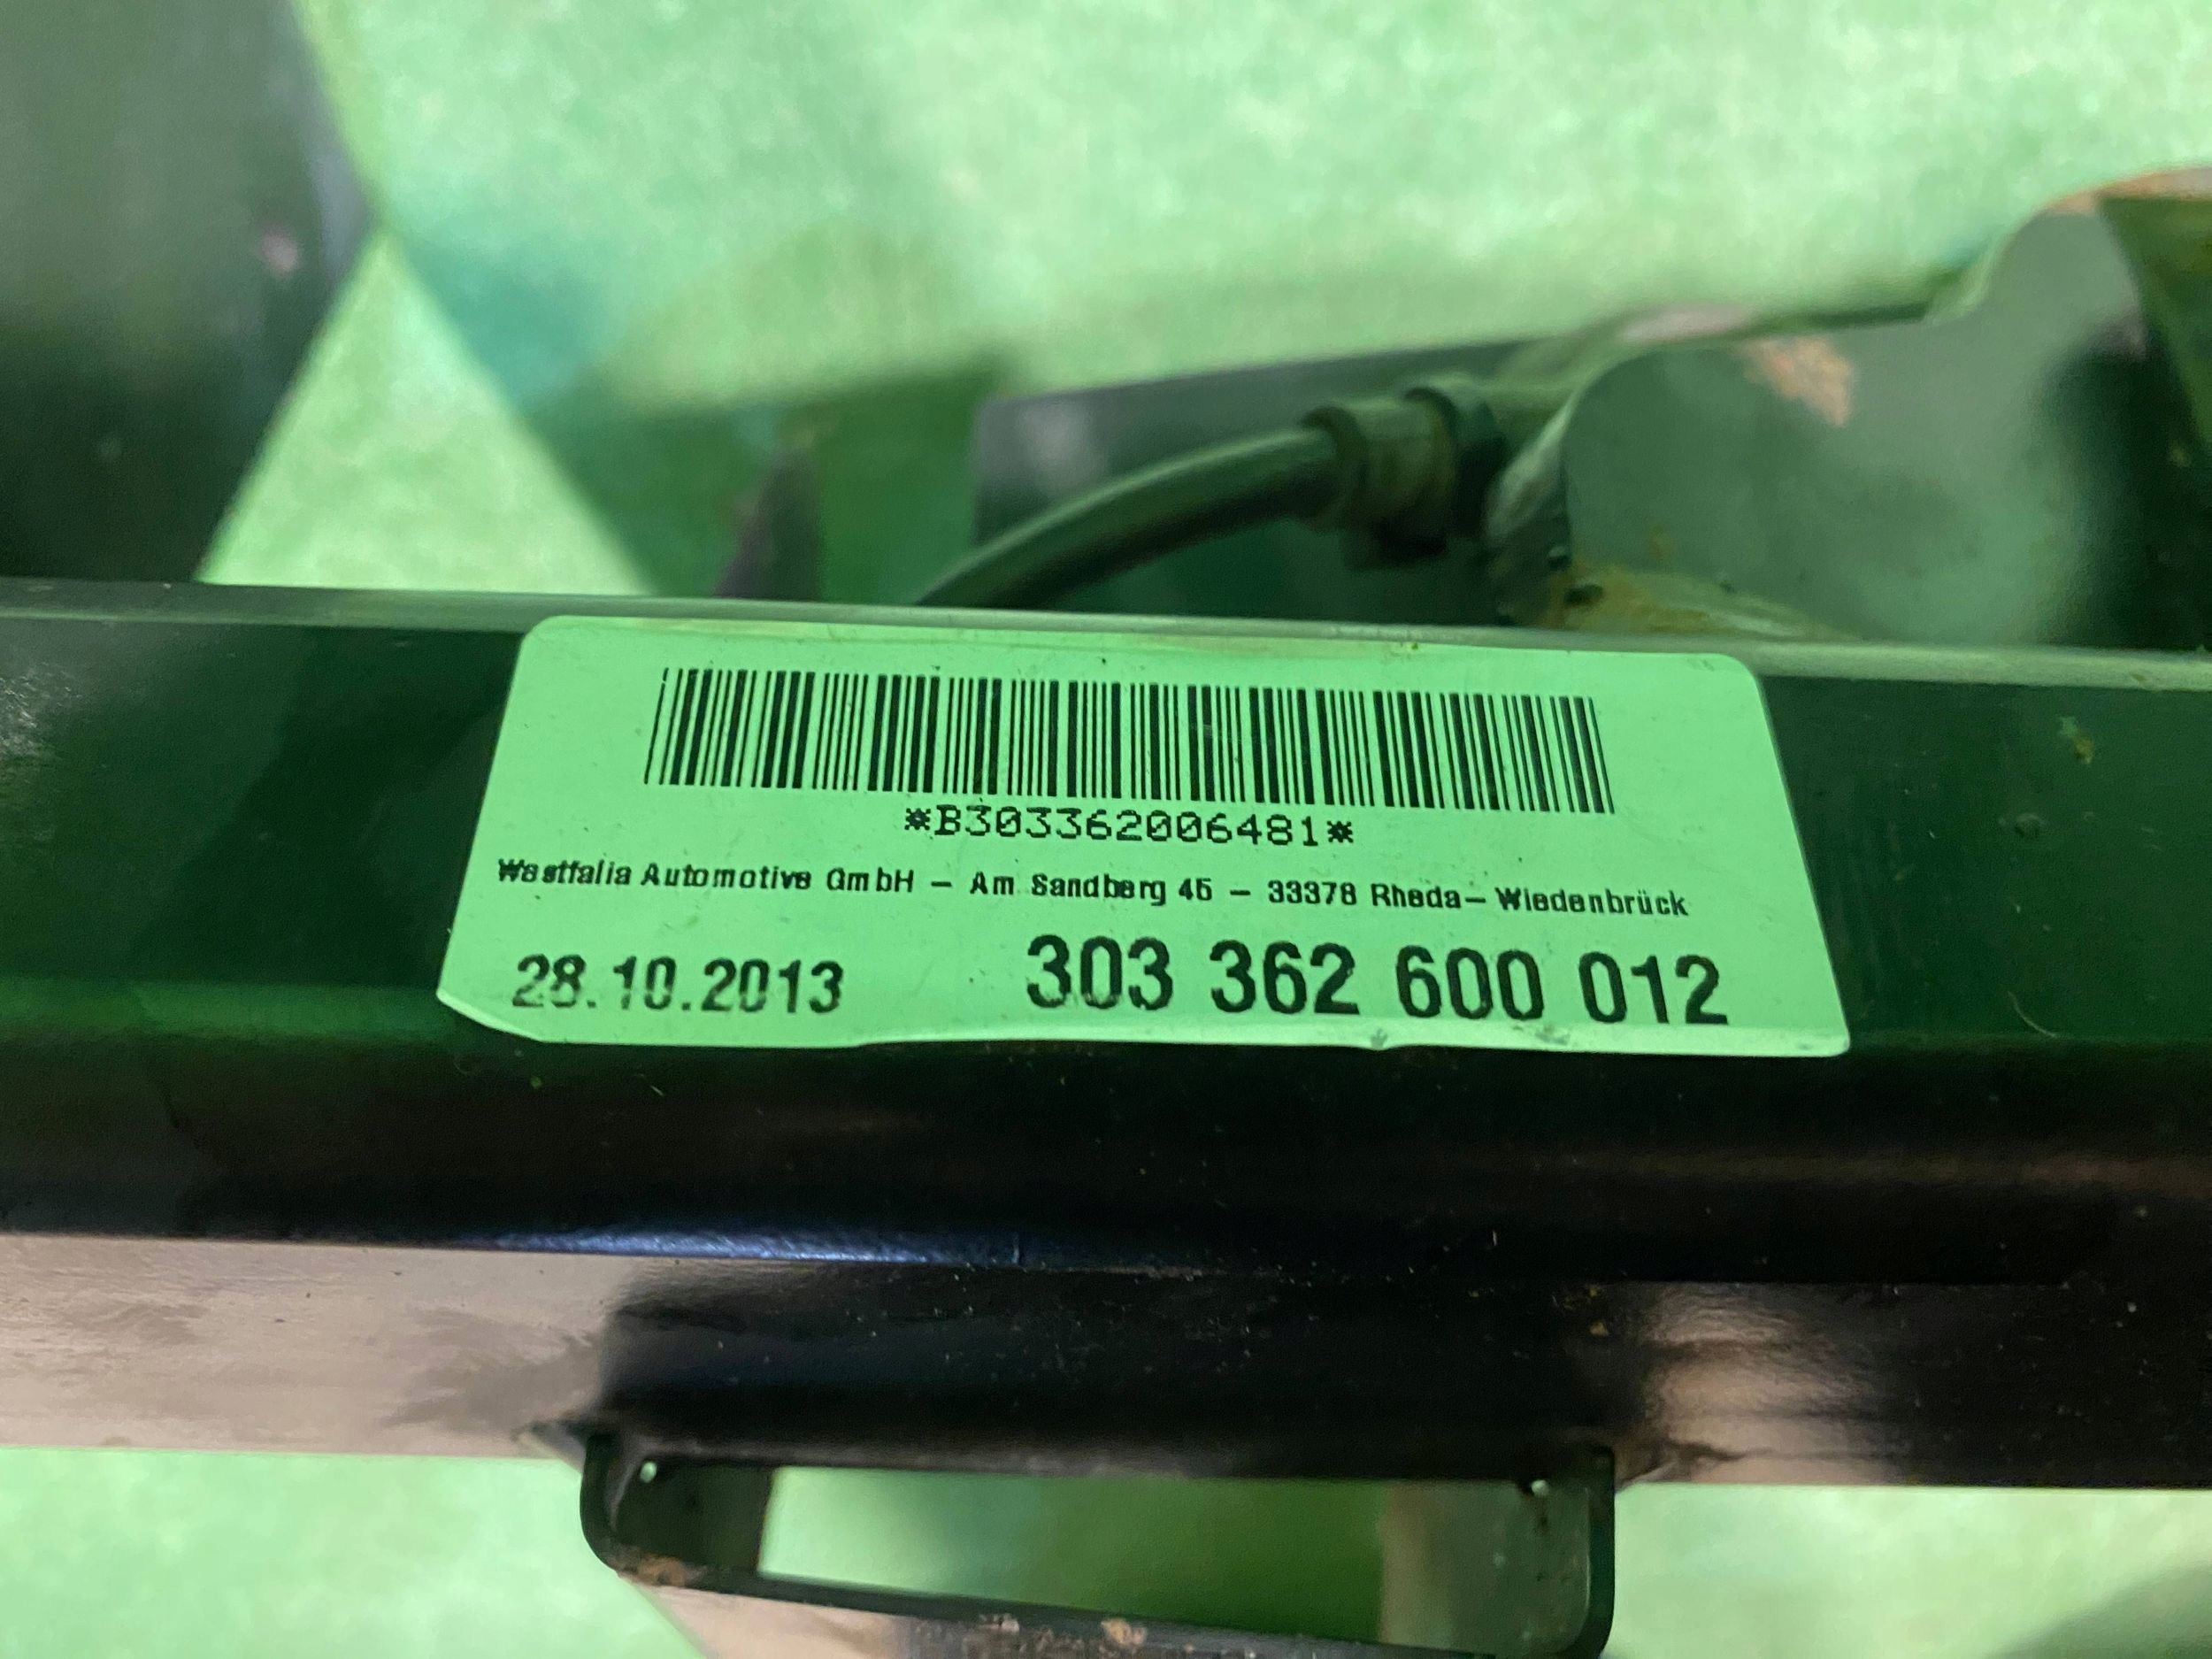 *B303362006481*
Westfalia Automotive GmbH – Am Sandberg 45 – 33378 Rheda– Wiedenbrück
28.10.2013 303 362 600 012